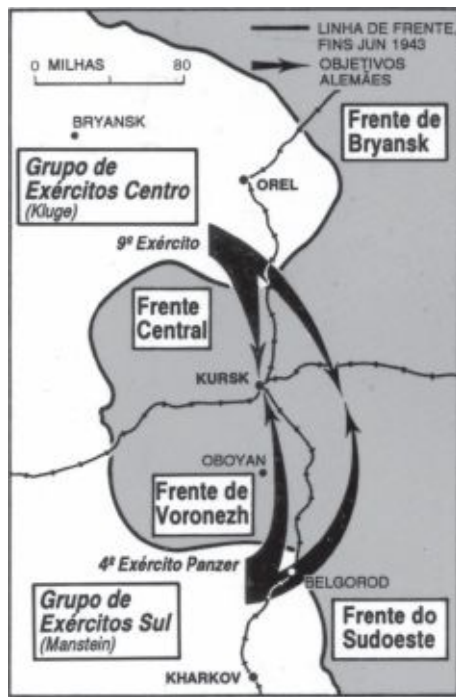 LINHA DE FRENTE,
FINS JUN 1943
OBJETIVOS
ALEMÃES
0 MILHAS 80
BRYANSK
Frente de
Bryansk
Grupo de
Exércitos Centro
(Kluge)
OREL
9º Exército
Frente
Central
KURSK
OBOYAN
Frente de
Voronezh
4º Exército Panzer
BELGOROD
Grupo de
Exércitos Sul
(Manstein)
Frente do
Sudoeste
KHARKOV